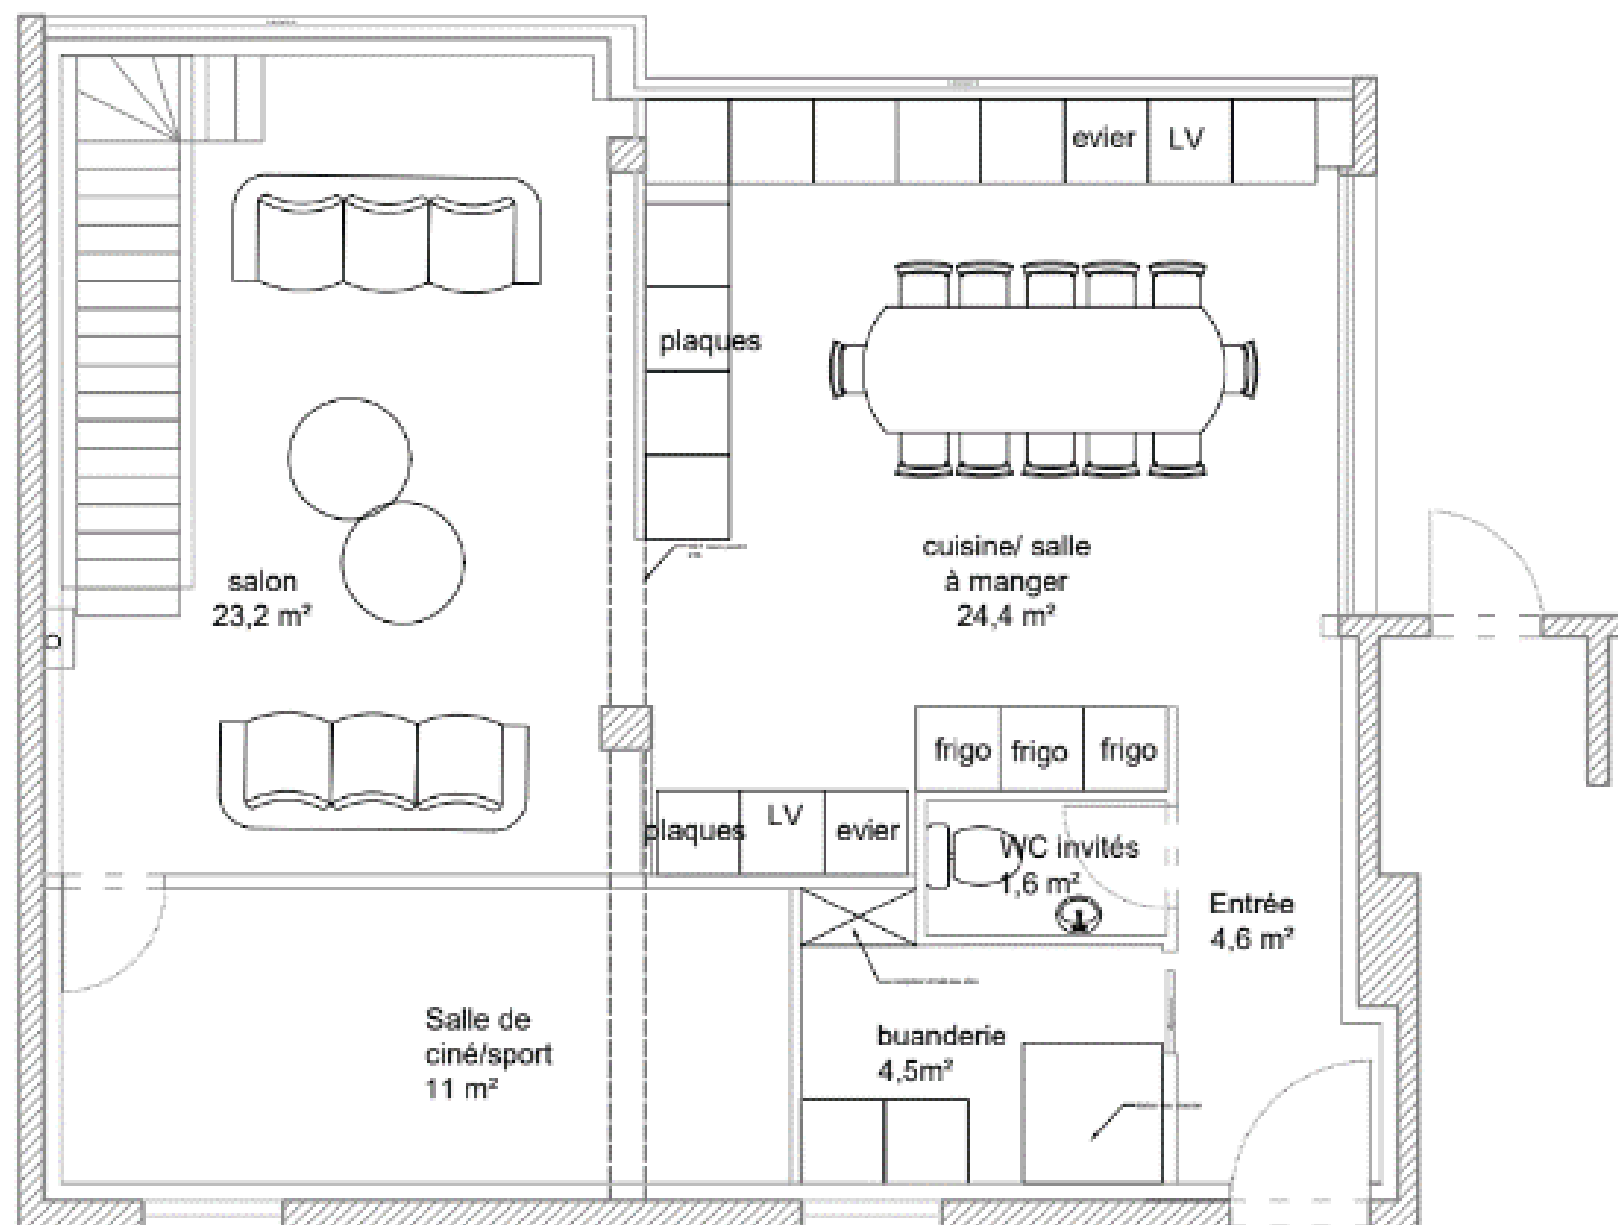 evier LV
plaques
cuisine/ salle
à manger
24,4 m²
salon
23,2 m²
frigo frigo frigo
plaques LV evier
WC invités
1,6 m²
Entrée
4,6 m²
Salle de
ciné/sport
11 m²
buanderie
4,5m²